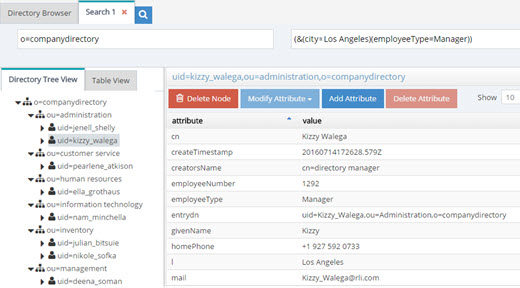 Directory Browser
Search 1 ×
o=companydirectory
(&(city=Los Angeles)(employeeType=Manager))
Directory Tree View
Table View
o=companydirectory
ou=administration
uid=jenell_shelly
uid=kizzy_walega
ou=customer service
uid=pearlene_atkison
ou=human resources
uid=ella_grothaus
ou=information technology
uid=nam_minchella
ou=inventory
uid=julian_bitsuie
uid=nikole_sofka
ou=management
uid=deena_soman
uid=kizzy_walega,ou=administration,o=companydirectory
Delete Node
Modify Attribute
Add Attribute
Delete Attribute
Show 10
attribute value
cn Kizzy Walega
createTimestamp 20160714172628.579Z
creatorsName cn=directory manager
employeeNumber 1292
employeeType Manager
entrydn uid=Kizzy_Walega,ou=Administration,o=companydirectory
givenName Kizzy
homePhone +1 927 592 0733
l Los Angeles
mail Kizzy_Walega@rli.com